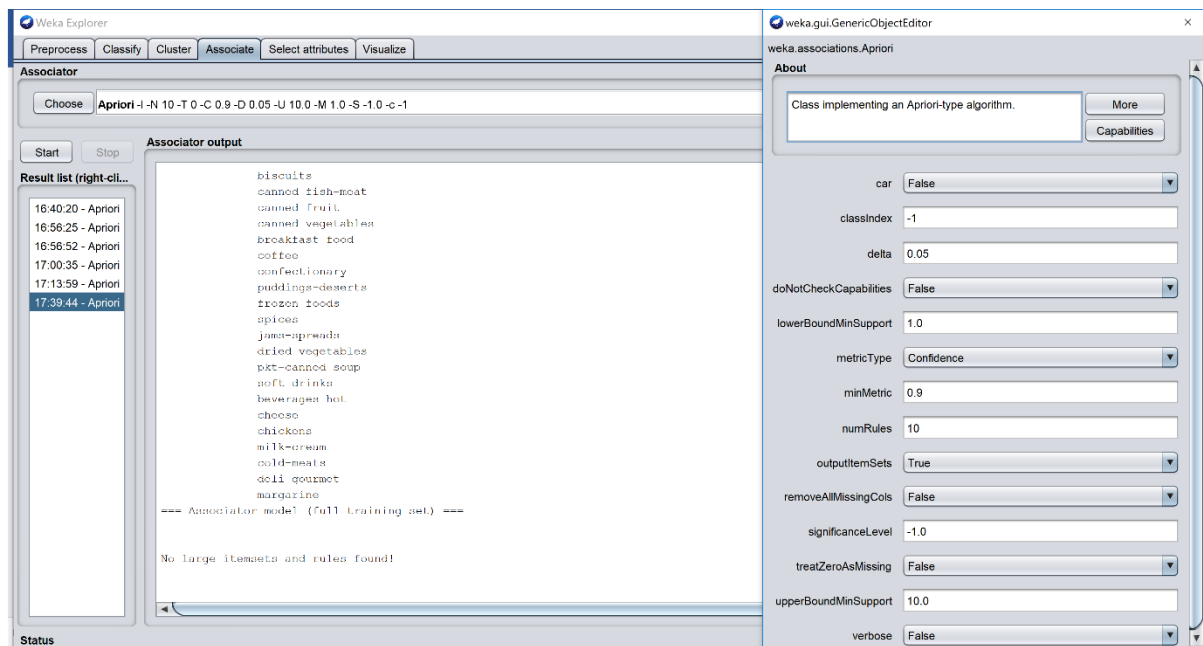 Weka Explorer
Preprocess Classify Cluster Associate Select attributes Visualize
Associator
Choose Apriori -I -N 10 -T 0 -C 0.9 -D 0.05 -U 10.0 -M 1.0 -S -1.0 -c -1
Start Stop
Result list (right-cli...
16:40:20 - Apriori
16:56:25 - Apriori
16:56:52 - Apriori
17:00:35 - Apriori
17:13:59 - Apriori
17:39:44 - Apriori
Associator output
biscuits
canned fish-meat
canned fruit
canned vegetables
breakfast food
coffee
confectionary
puddings-deserts
frozen foods
spices
jams-spreads
dried vegetables
pkt-canned soup
soft drinks
beverages hot
cheese
chickens
milk-cream
cold-meats
deli gourmet
margarine
=== Associator model (full training set) ===
No large itemsets and rules found!
Status
weka.gui.GenericObjectEditor
weka.associations.Apriori
About
Class implementing an Apriori-type algorithm.
More
Capabilities
car False
classIndex -1
delta 0.05
doNotCheckCapabilities False
lowerBoundMinSupport 1.0
metricType Confidence
minMetric 0.9
numRules 10
outputItemSets True
removeAllMissingCols False
significanceLevel -1.0
treatZeroAsMissing False
upperBoundMinSupport 10.0
verbose False